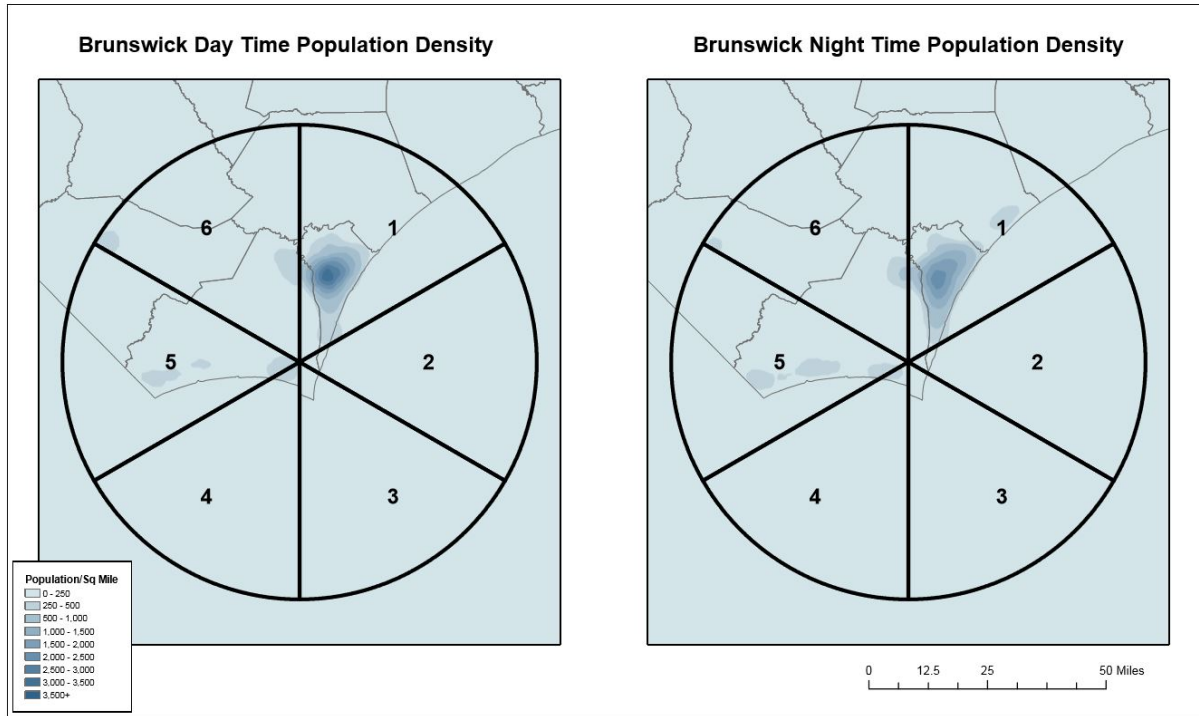 Brunswick Day Time Population Density
6
1
5
2
4
3
Population/Sq Mile
0 - 250
250 - 500
500 - 1,000
1,000 - 1,500
1,500 - 2,000
2,000 - 2,500
2,500 - 3,000
3,000 - 3,500
3,500+
Brunswick Night Time Population Density
6
1
5
2
4
3
0 12.5 25 50 Miles